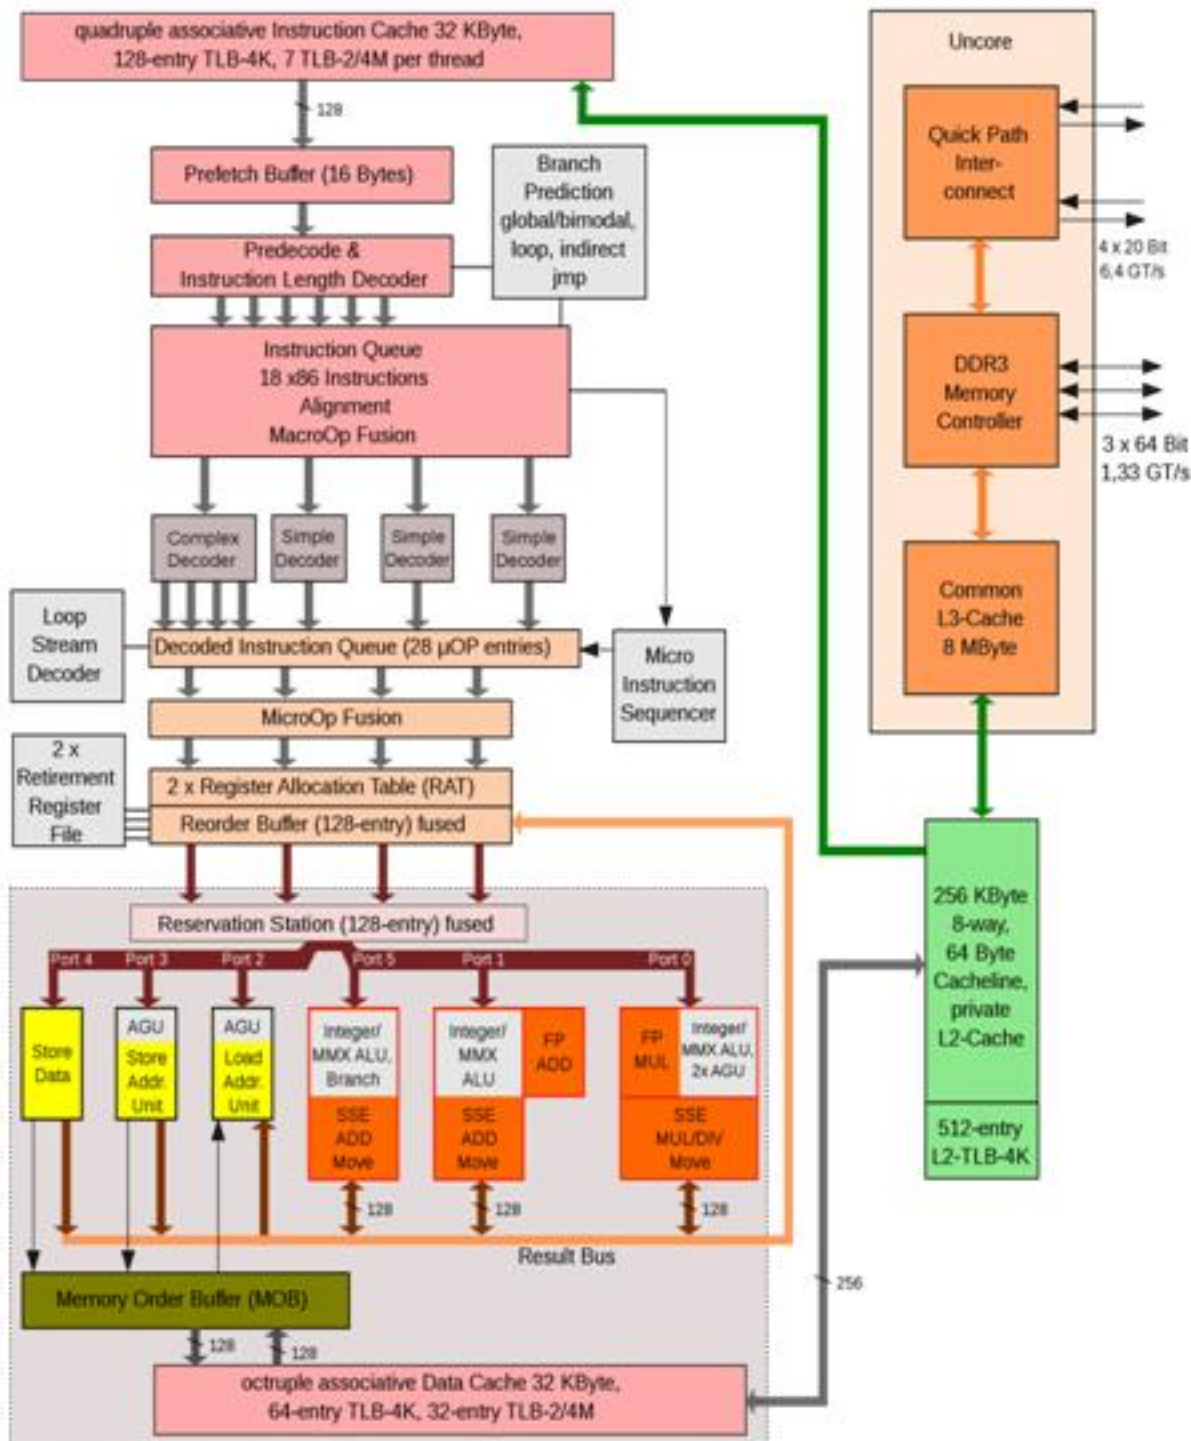 quadruple associative Instruction Cache 32 KByte,
128-entry TLB-4K, 7 TLB-2/4M per thread
128
Prefetch Buffer (16 Bytes)
Branch
Prediction
global/bimodal,
loop, indirect
jmp
Predecode &
Instruction Length Decoder
Instruction Queue
18 x86 Instructions
Alignment
MacroOp Fusion
Complex
Decoder
Simple
Decoder
Simple
Decoder
Simple
Decoder
Loop
Stream
Decoder
Decoded Instruction Queue (28 µOP entries)
Micro
Instruction
Sequencer
MicroOp Fusion
2 x
Retirement
Register
File
2 x Register Allocation Table (RAT)
Reorder Buffer (128-entry) fused
Reservation Station (128-entry) fused
Port 4
Port 3
Port 2
Port 5
Port 1
Port 0
Store
Data
AGU
Store
Addr.
Unit
AGU
Load
Addr.
Unit
Integer/
MMX ALU,
Branch
SSE
ADD
Move
Integer/
MMX
ALU
FP
ADD
SSE
ADD
Move
FP
MUL
Integer/
MMX ALU,
2x AGU
SSE
MUL/DIV
Move
128
128
128
Result Bus
Memory Order Buffer (MOB)
128
128
octruple associative Data Cache 32 KByte,
64-entry TLB-4K, 32-entry TLB-2/4M
256
Uncore
Quick Path
Inter-
connect
4 x 20 Bit
6,4 GT/s
DDR3
Memory
Controller
3 x 64 Bit
1,33 GT/s
Common
L3-Cache
8 MByte
256 KByte
8-way,
64 Byte
Cacheline,
private
L2-Cache
512-entry
L2-TLB-4K